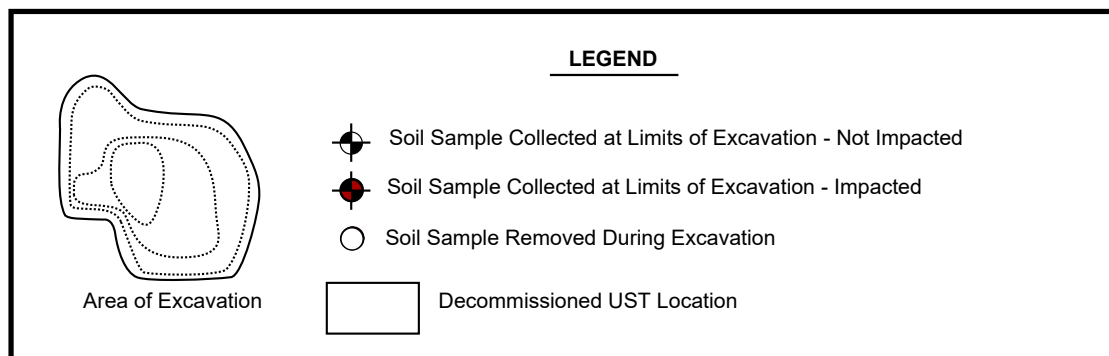 LEGEND
Soil Sample Collected at Limits of Excavation - Not Impacted
Soil Sample Collected at Limits of Excavation - Impacted
Soil Sample Removed During Excavation
Area of Excavation
Decommissioned UST Location